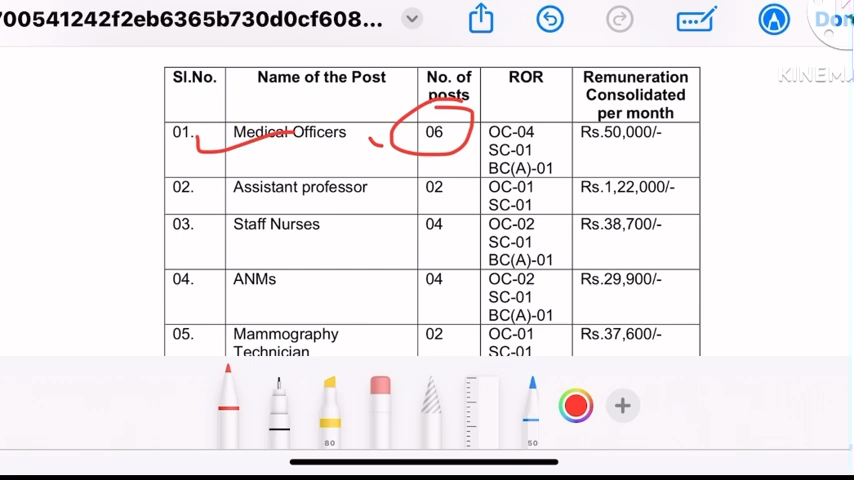 700541242f2eb6365b730d0cf608...
KINEMA
Sl.No. Name of the Post No. of posts ROR Remuneration Consolidated per month
01. Medical Officers 06 OC-04 Rs.50,000/-
SC-01
BC(A)-01
02. Assistant professor 02 OC-01 Rs.1,22,000/-
SC-01
03. Staff Nurses 04 OC-02 Rs.38,700/-
SC-01
BC(A)-01
04. ANMs 04 OC-02 Rs.29,900/-
SC-01
BC(A)-01
05. Mammography 02 OC-01 Rs.37,600/-
Technician SC-01
80
50